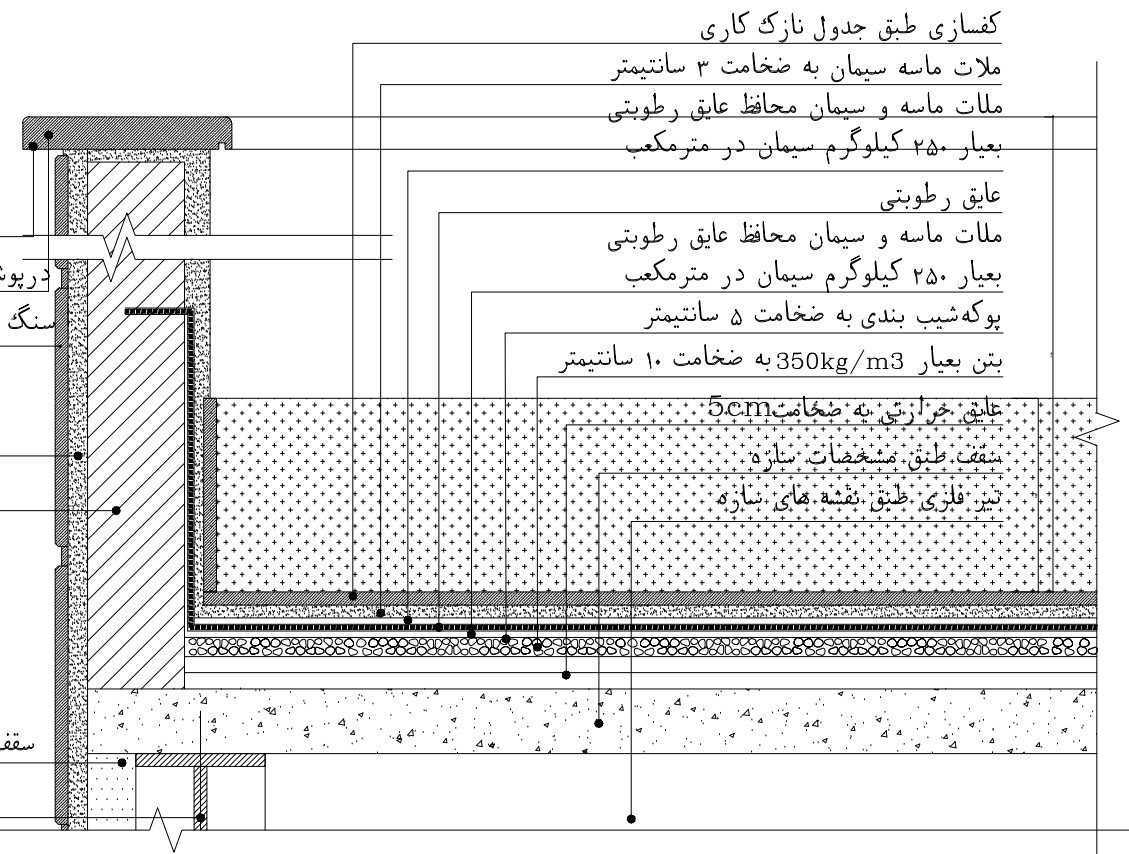 کفسازی طبق جدول نازک کاری
ملات ماسه سیمان به ضخامت ۳ سانتیمتر
ملات ماسه و سیمان محافظ عایق رطوبتی
بعیار ۲۵۰ کیلوگرم سیمان در مترمکعب
عایق رطوبتی
ملات ماسه و سیمان محافظ عایق رطوبتی
بعیار ۲۵۰ کیلوگرم سیمان در مترمکعب
پوکه‌شیب بندی به ضخامت ۵ سانتیمتر
بتن بعیار 350kg/m3 به ضخامت ۱۰ سانتیمتر
عایق حرارتی به ضخامت5cm
سقف طبق مشخصات سازه
تیر فلزی طبق نقشه های سازه
درپوش
سنگ
سقف